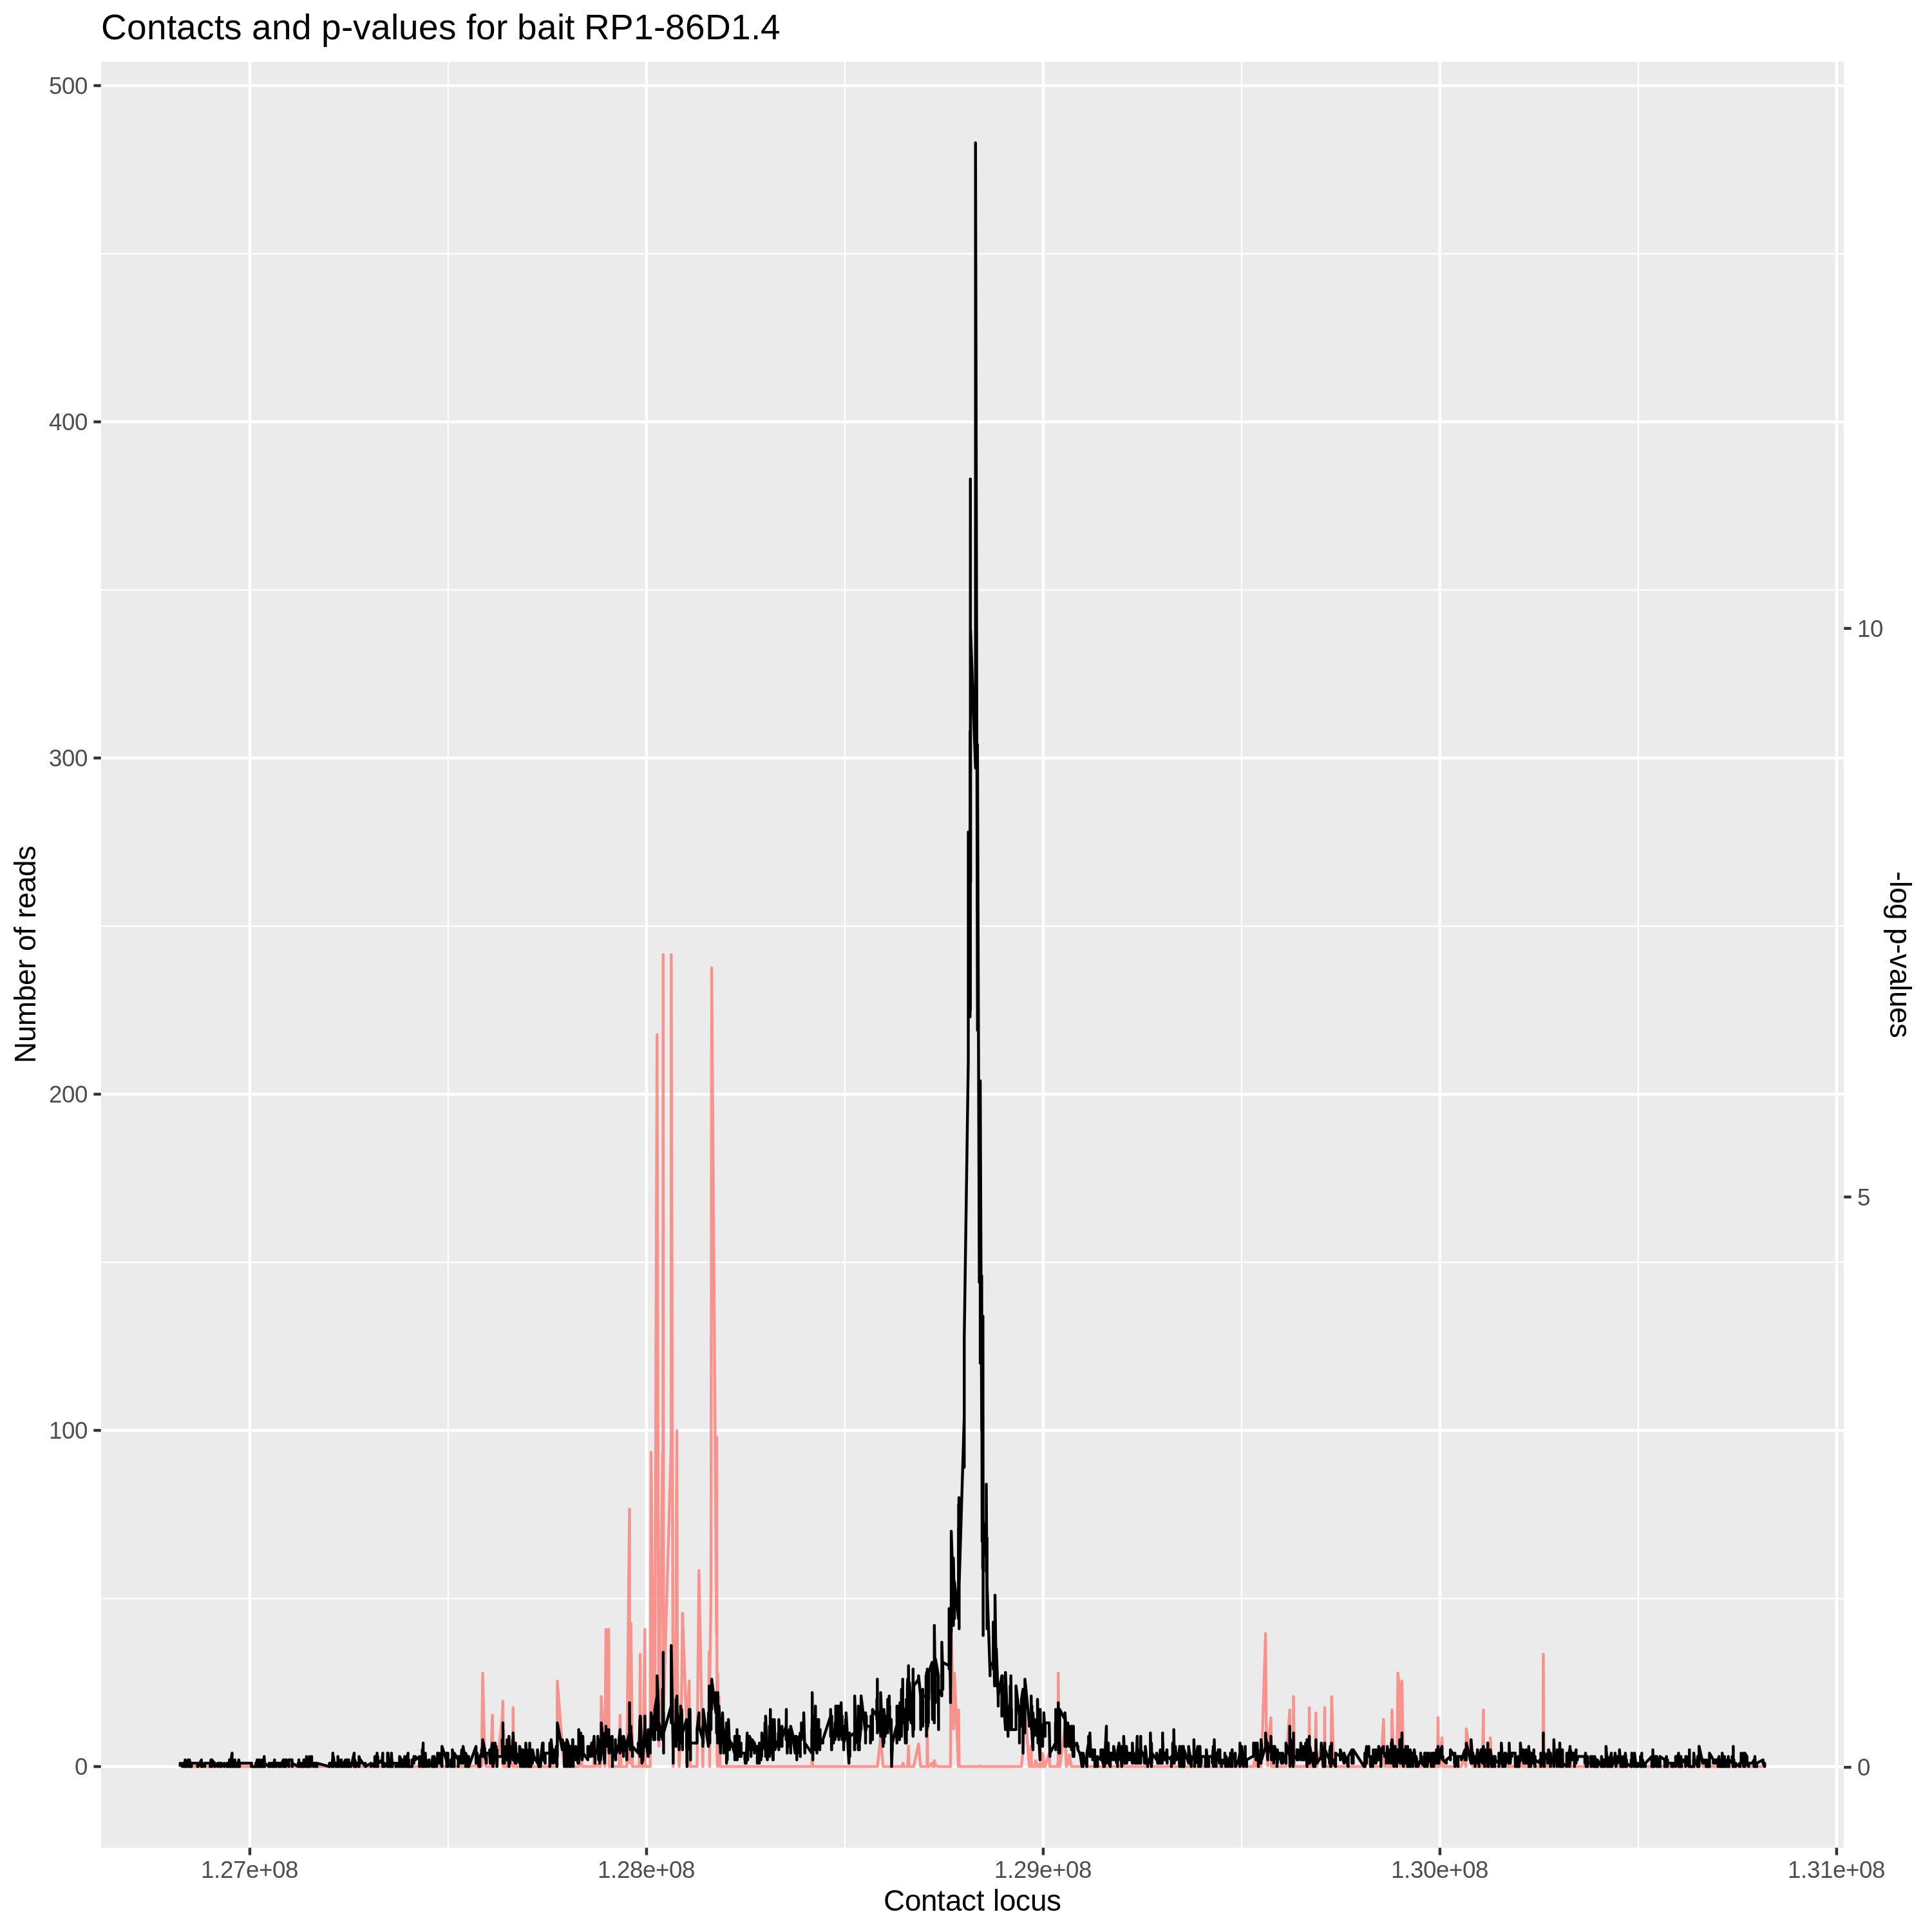 Contacts and p-values for bait RP1-86D1.4
500
400
300
200
100
0
Number of reads
10
5
0
-log p-values
1.27e+08
1.28e+08
1.29e+08
1.30e+08
1.31e+08
Contact locus